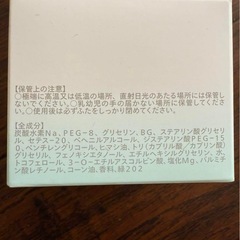 【保管上の注意】
○極端に高温又は低温の場所、直射日光のあたる場所には保管
しないでください。○乳幼児の手の届かない場所に保管してくだ
さい。○使用後は必ずふたをしっかり閉めてください。
【全成分】
炭酸水素Na、PEG-8、グリセリン、BG、ステアリン酸グリセ
リル、セテス-20、ベヘニルアルコール、ジステアリン酸PEG-15
0、ペンチレングリコール、ヒアシ油、トリ(カプリル酸/カプリン酸)
グリセリル、フェノキシエタノール、エチルヘキシルグリセリン、水、
トコフェロール、3-O-エチルアスコルビン酸、塩化Mg、パルミチ
ン酸レチノール、コーン油、香料、緑202